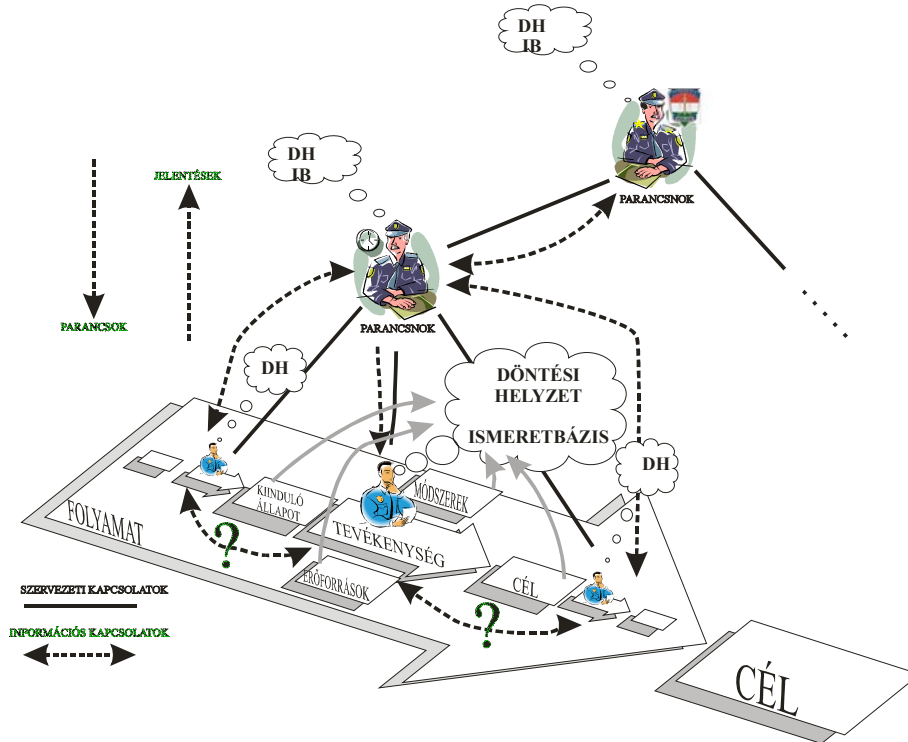 DH
IB
PARANCSNOK
DH
IB
JELENTÉSEK
PARANCSOK
PARANCSNOK
DH
DÖNTÉSI
HELYZET
ISMERETBÁZIS
DH
FOLYAMAT
KIINDULÓ
ÁLLAPOT
MÓDSZEREK
TEVÉKENYSÉG
?
ERŐFORRÁSOK
CÉL
?
SZERVEZETI KAPCSOLATOK
INFORMÁCIÓS KAPCSOLATOK
CÉL